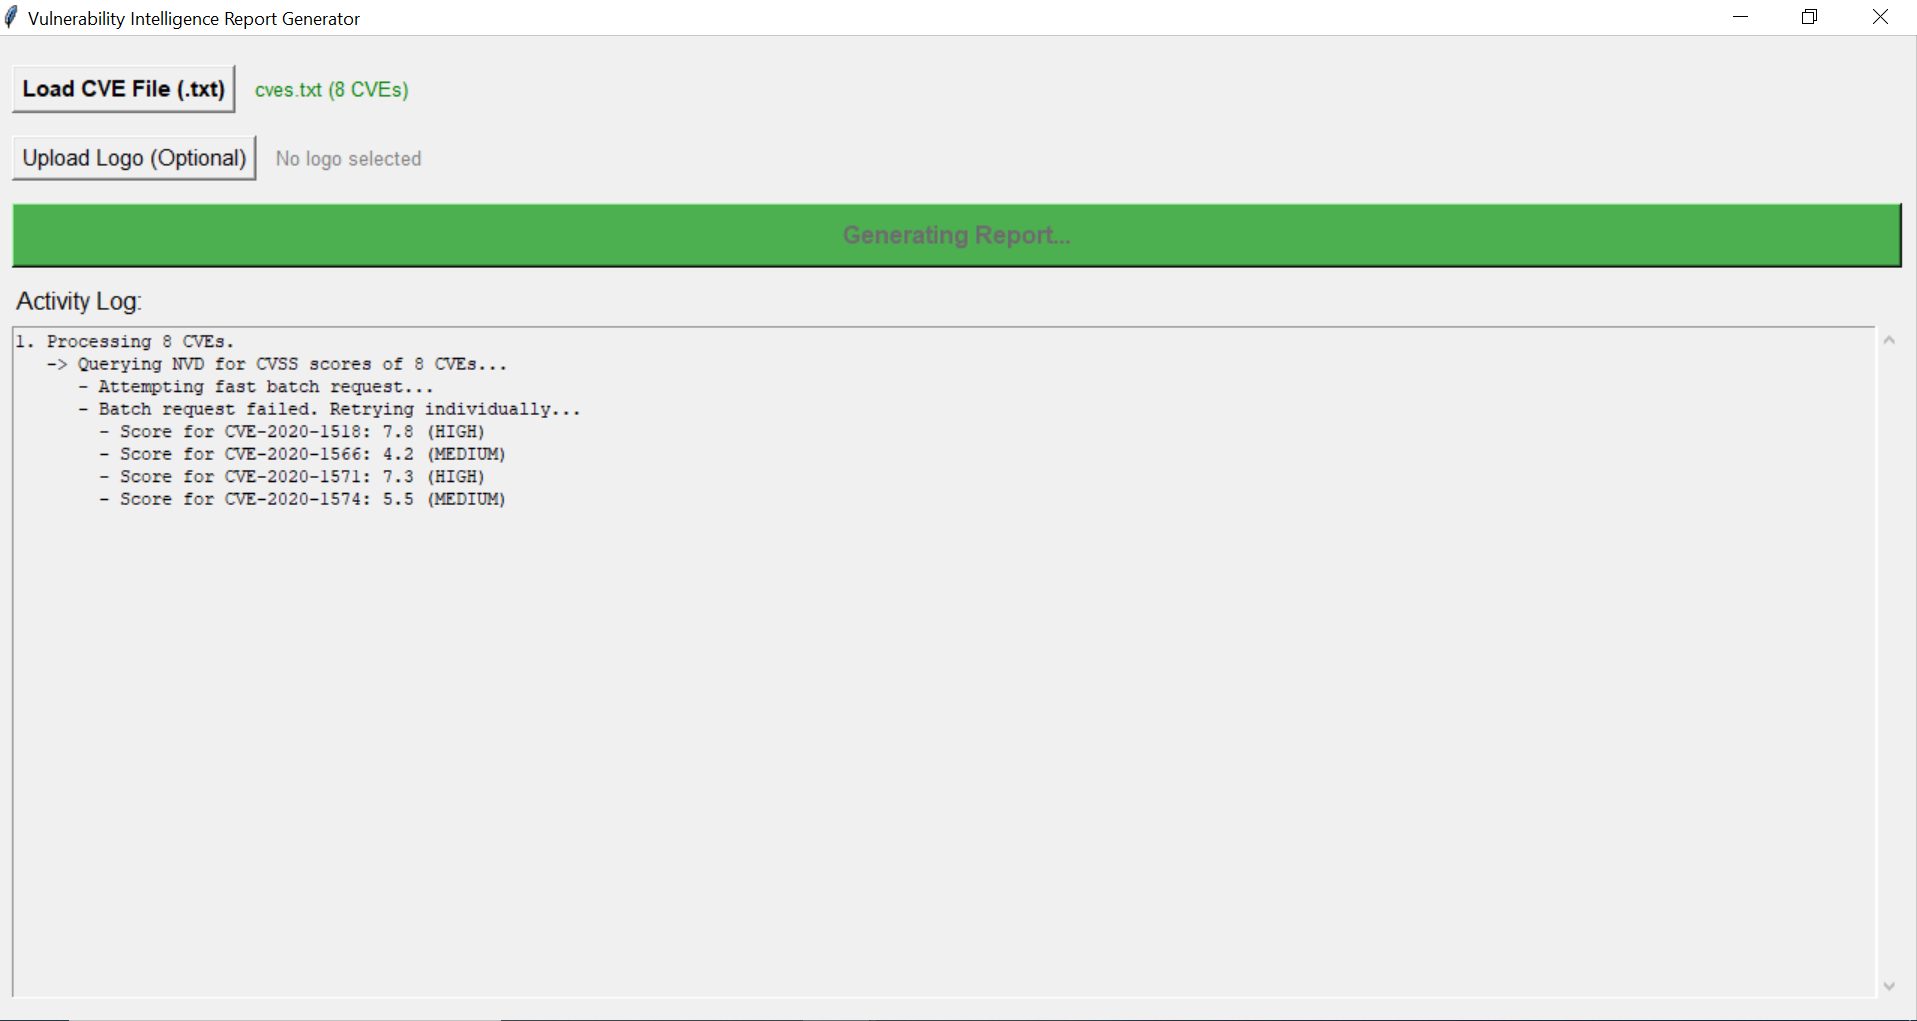 Vulnerability Intelligence Report Generator
Load CVE File (.txt) cves.txt (8 CVEs)
Upload Logo (Optional) No logo selected
Generating Report...
Activity Log:
1. Processing 8 CVEs.
-> Querying NVD for CVSS scores of 8 CVEs...
- Attempting fast batch request...
- Batch request failed. Retrying individually...
- Score for CVE-2020-1518: 7.8 (HIGH)
- Score for CVE-2020-1566: 4.2 (MEDIUM)
- Score for CVE-2020-1571: 7.3 (HIGH)
- Score for CVE-2020-1574: 5.5 (MEDIUM)